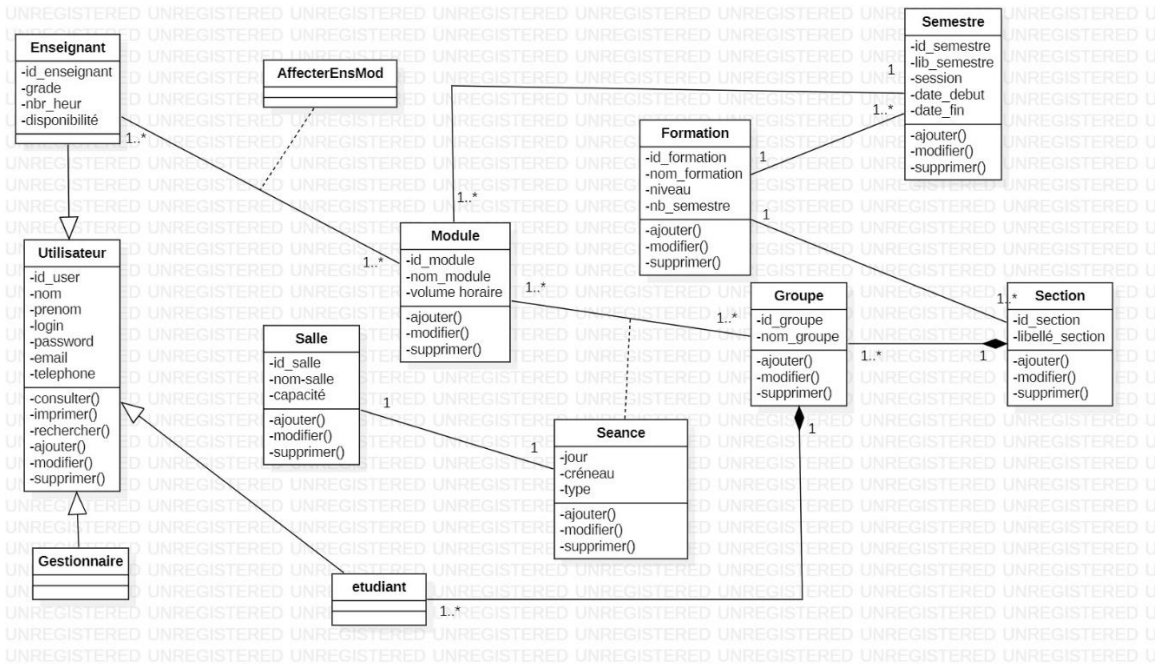 Semestre
-id_semestre
-lib_semestre
-session
-date_debut
-date_fin
-ajouter()
-modifier()
-supprimer()
Enseignant
-id_enseignant
-grade
-nbr_heur
-disponibilité
AffecterEnsMod
1
1..*
1..*
Formation
-id_formation
-nom_formation
-niveau
-nb_semestre
-ajouter()
-modifier()
-supprimer()
1
1
1..*
Module
-id_module
-nom_module
-volume horaire
-ajouter()
-modifier()
-supprimer()
1..*
1..*
1..*
Utilisateur
-id_user
-nom
-prenom
-login
-password
-email
-telephone
-consulter()
-imprimer()
-rechercher()
-ajouter()
-modifier()
-supprimer()
Groupe
-id_groupe
-nom_groupe
-ajouter()
-modifier()
-supprimer()
1..*
Section
-id_section
-libellé_section
-ajouter()
-modifier()
-supprimer()
1..*
1
Salle
-id_salle
-nom-salle
-capacité
-ajouter()
-modifier()
-supprimer()
1
1
1
Seance
-jour
-créneau
-type
-ajouter()
-modifier()
-supprimer()
Gestionnaire
etudiant
1..*
UNREGISTERED